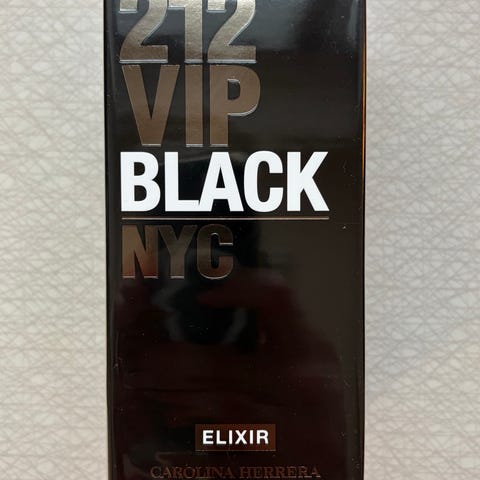 212
VIP
BLACK
NYC
ELIXIR
CAROLINA HERRERA